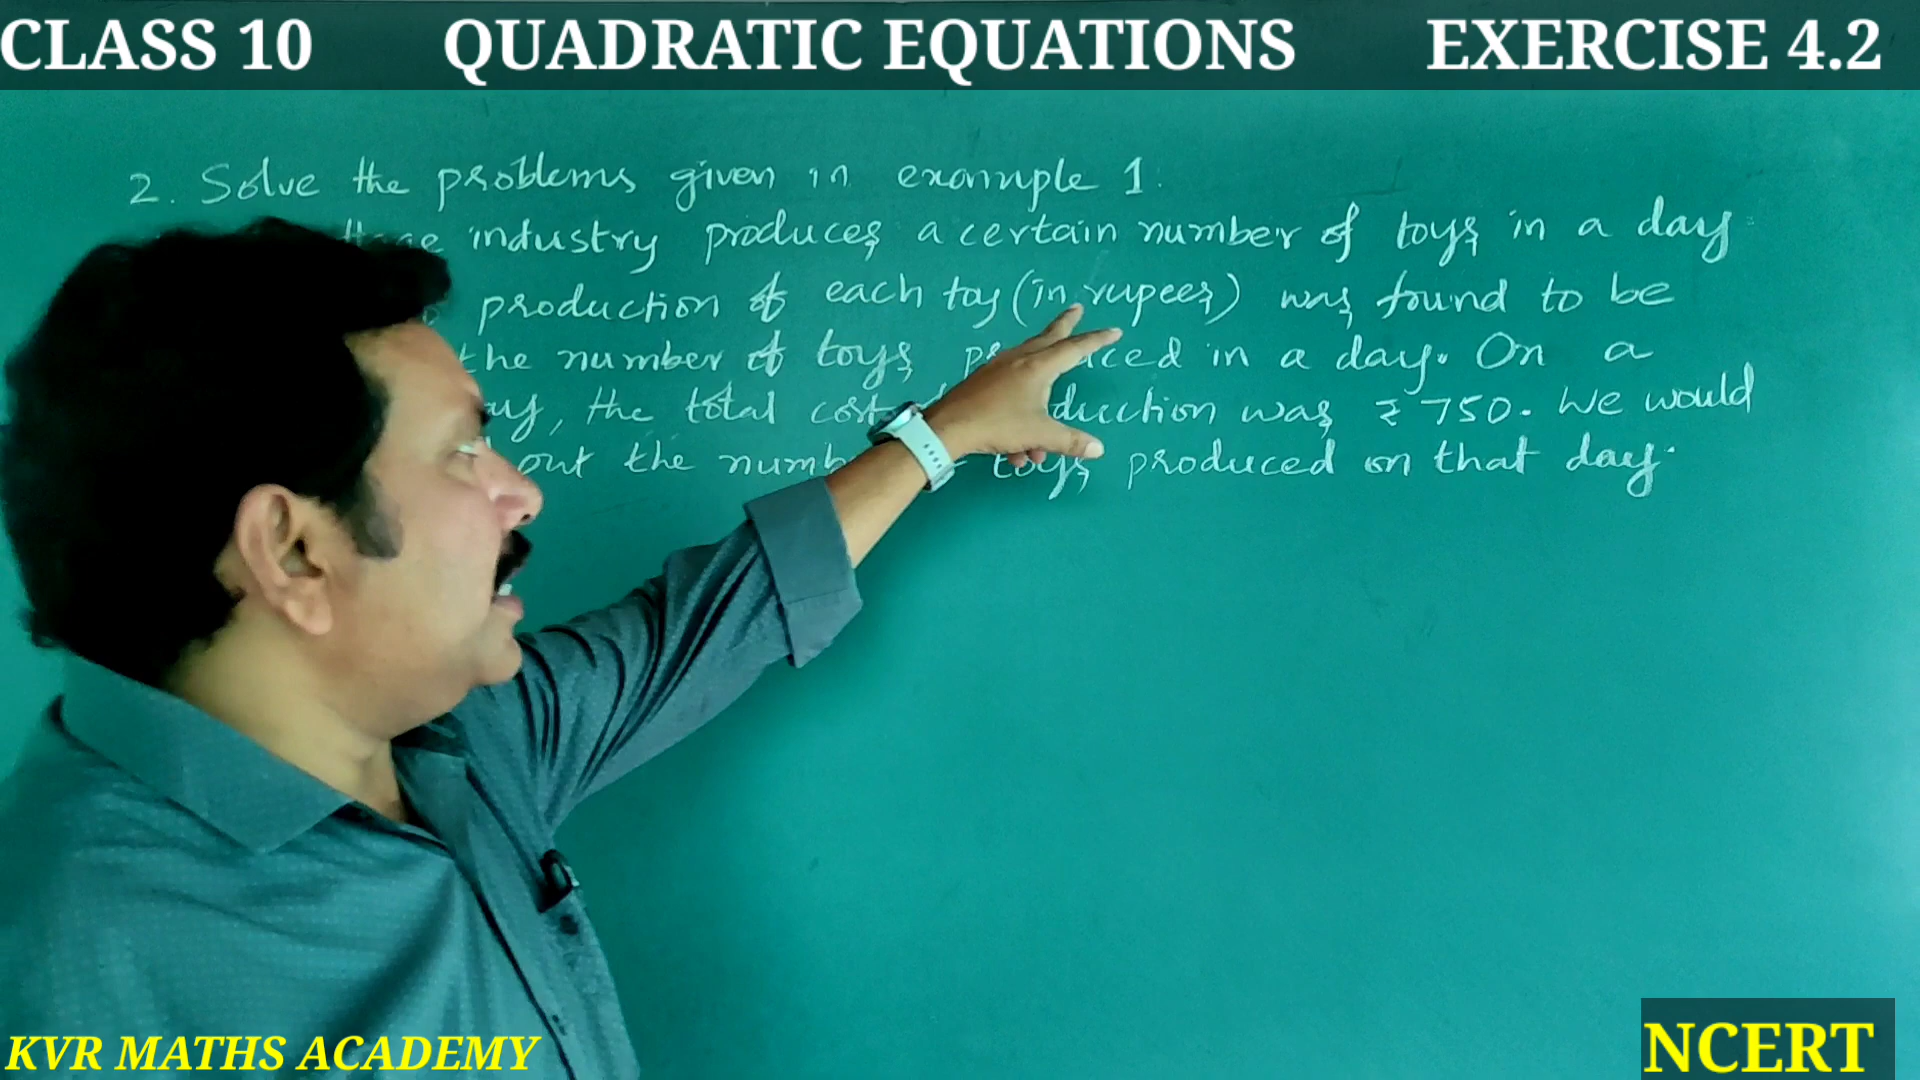 CLASS 10 QUADRATIC EQUATIONS EXERCISE 4.2
2. Solve the problems given in example 1.
industry produces a certain number of toys in a day
production of each toy (in rupees) was found to be
the number of toys in a day. On a
the total cost was ₹ 750. We would
out the toys produced on that day.
KVR MATHS ACADEMY
NCERT